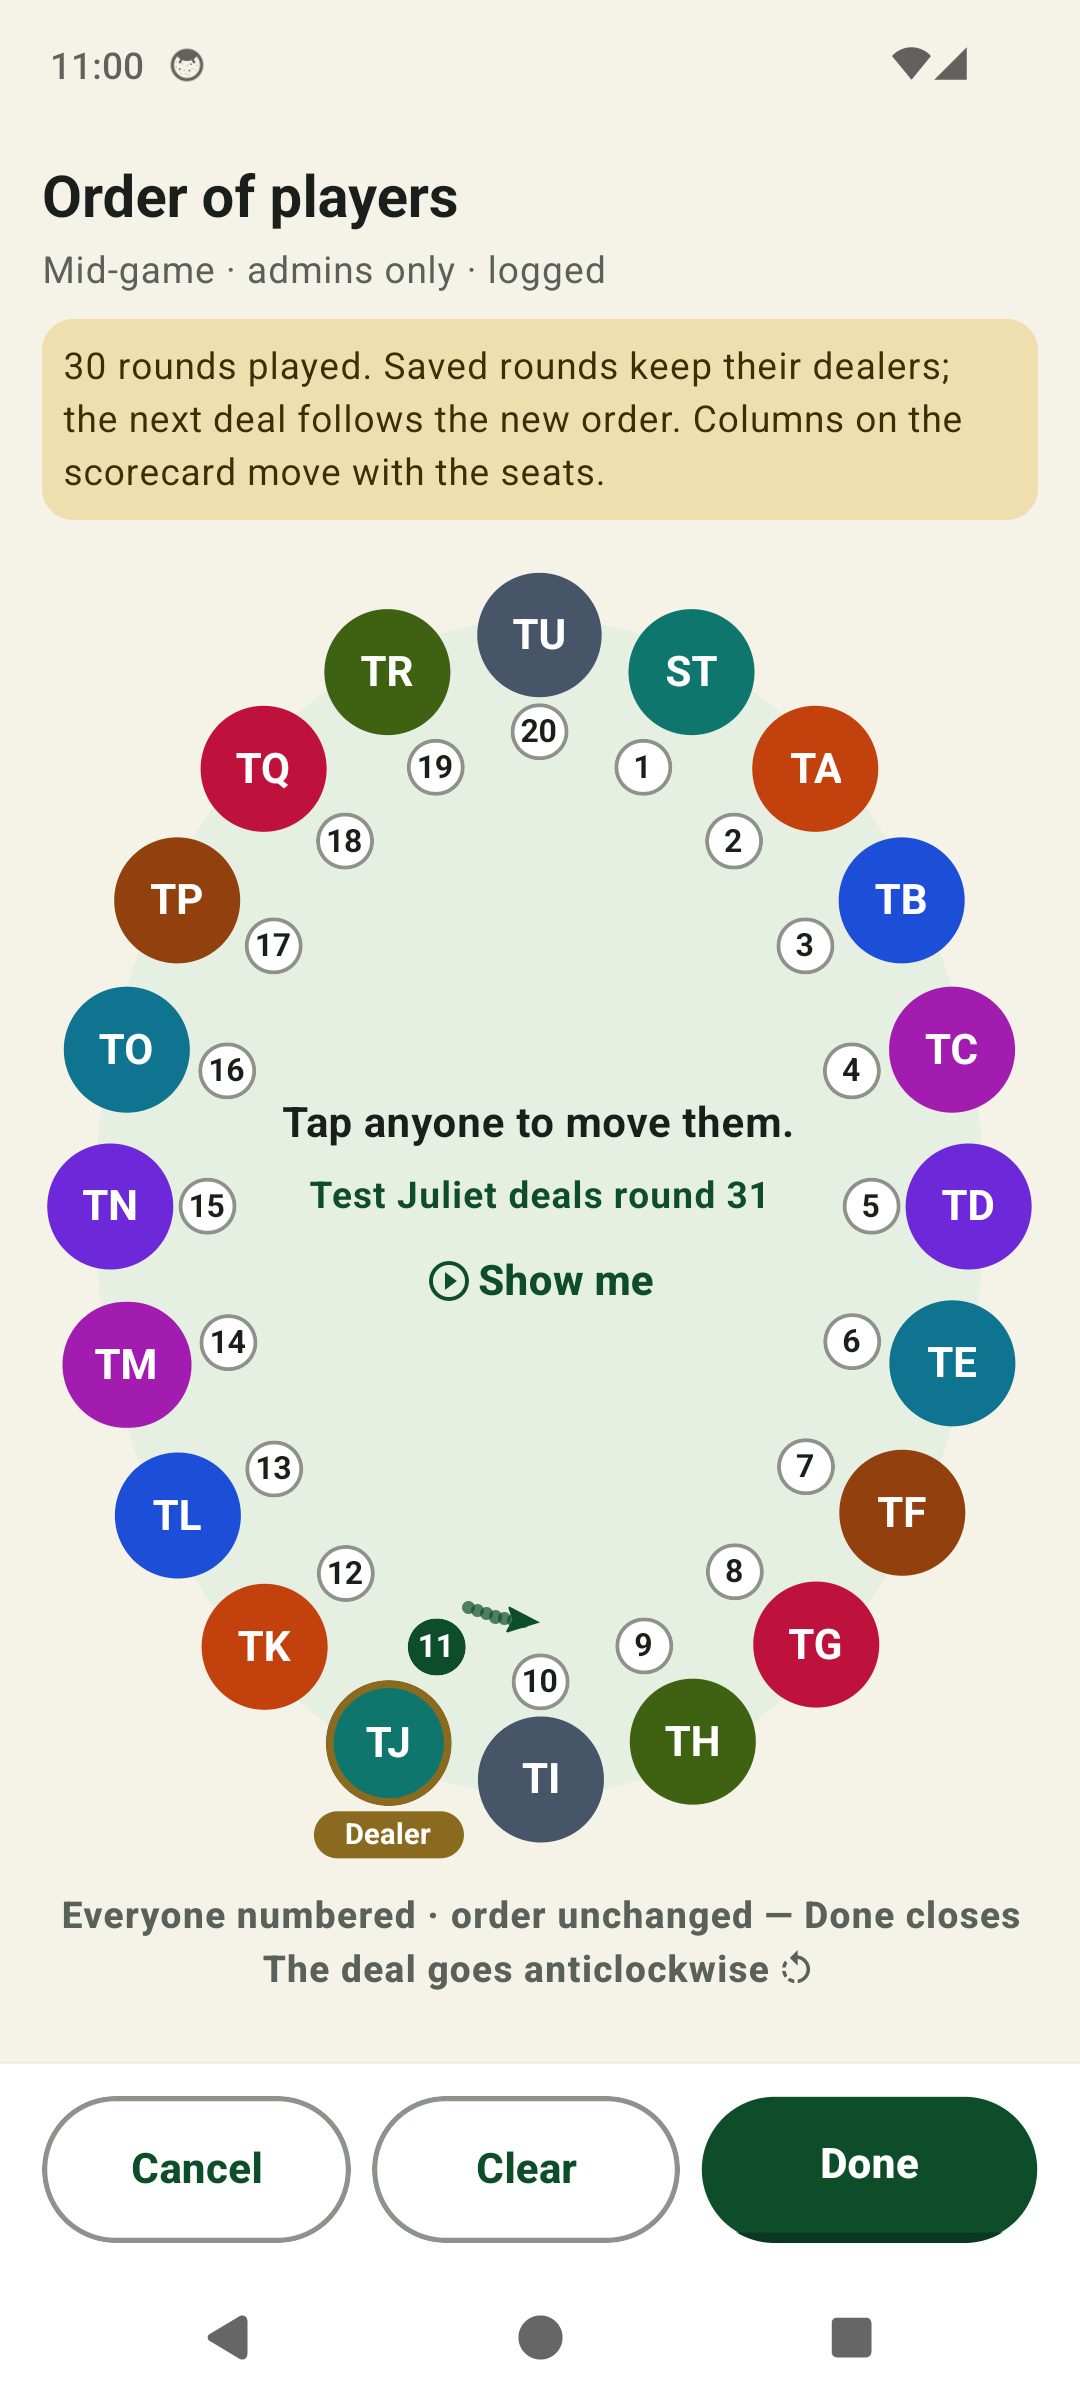 11:00
Order of players
Mid-game · admins only · logged
30 rounds played. Saved rounds keep their dealers;
the next deal follows the new order. Columns on the
scorecard move with the seats.
TU
TR
ST
20
19
1
TQ
TA
18
2
TP
TB
17
3
TO
TC
16
4
Tap anyone to move them.
TN
15
Test Juliet deals round 31
5
TD
Show me
TM
14
6
TE
13
7
TL
TF
12
8
TK
11
9
TG
10
TJ
TI
TH
Dealer
Everyone numbered · order unchanged — Done closes
The deal goes anticlockwise
Cancel
Clear
Done